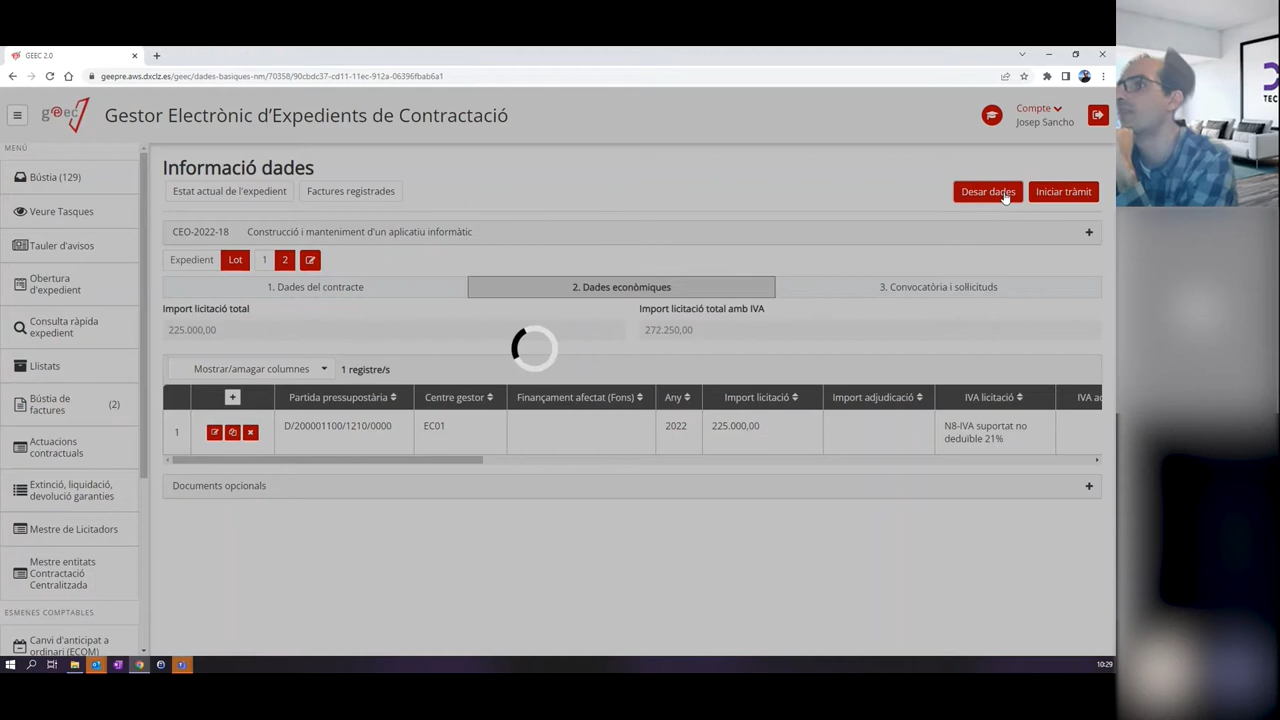 GEEC 2.0
geepre.aws.dxclz.es/geec/dades-basiques-nm/70358/90cbdc37-cd11-11ec-912a-06396fbab6a1
geec
Gestor Electrònic d'Expedients de Contractació
Compte
Josep Sancho
MENÚ
Bústia (129)
Veure Tasques
Tauler d'avisos
Obertura
d'expedient
Consulta ràpida
expedient
Llistats
Bústia de
factures
(2)
Actuacions
contractuals
Extinció, liquidació,
devolució garanties
Mestre de Licitadors
Mestre entitats
Contractació
Centralitzada
ESMENES COMPTABLES
Canvi d'anticipat a
ordinari (ECOM)
Informació dades
Estat actual de l'expedient Factures registrades
Desar dades Iniciar tràmit
CEO-2022-18 Construcció i manteniment d'un aplicatiu informàtic +
Expedient Lot 1 2
1. Dades del contracte 2. Dades econòmiques 3. Convocatòria i sol·licituds
Import licitació total Import licitació total amb IVA
225.000,00 272.250,00
Mostrar/amagar columnes 1 registre/s
+ Partida pressupostària Centre gestor Finançament afectat (Fons) Any Import licitació Import adjudicació IVA licitació IVA ad
1 D/200001100/1210/0000 EC01 2022 225.000,00 N8-IVA suportat no
deduïble 21%
Documents opcionals +
10:29
TEC